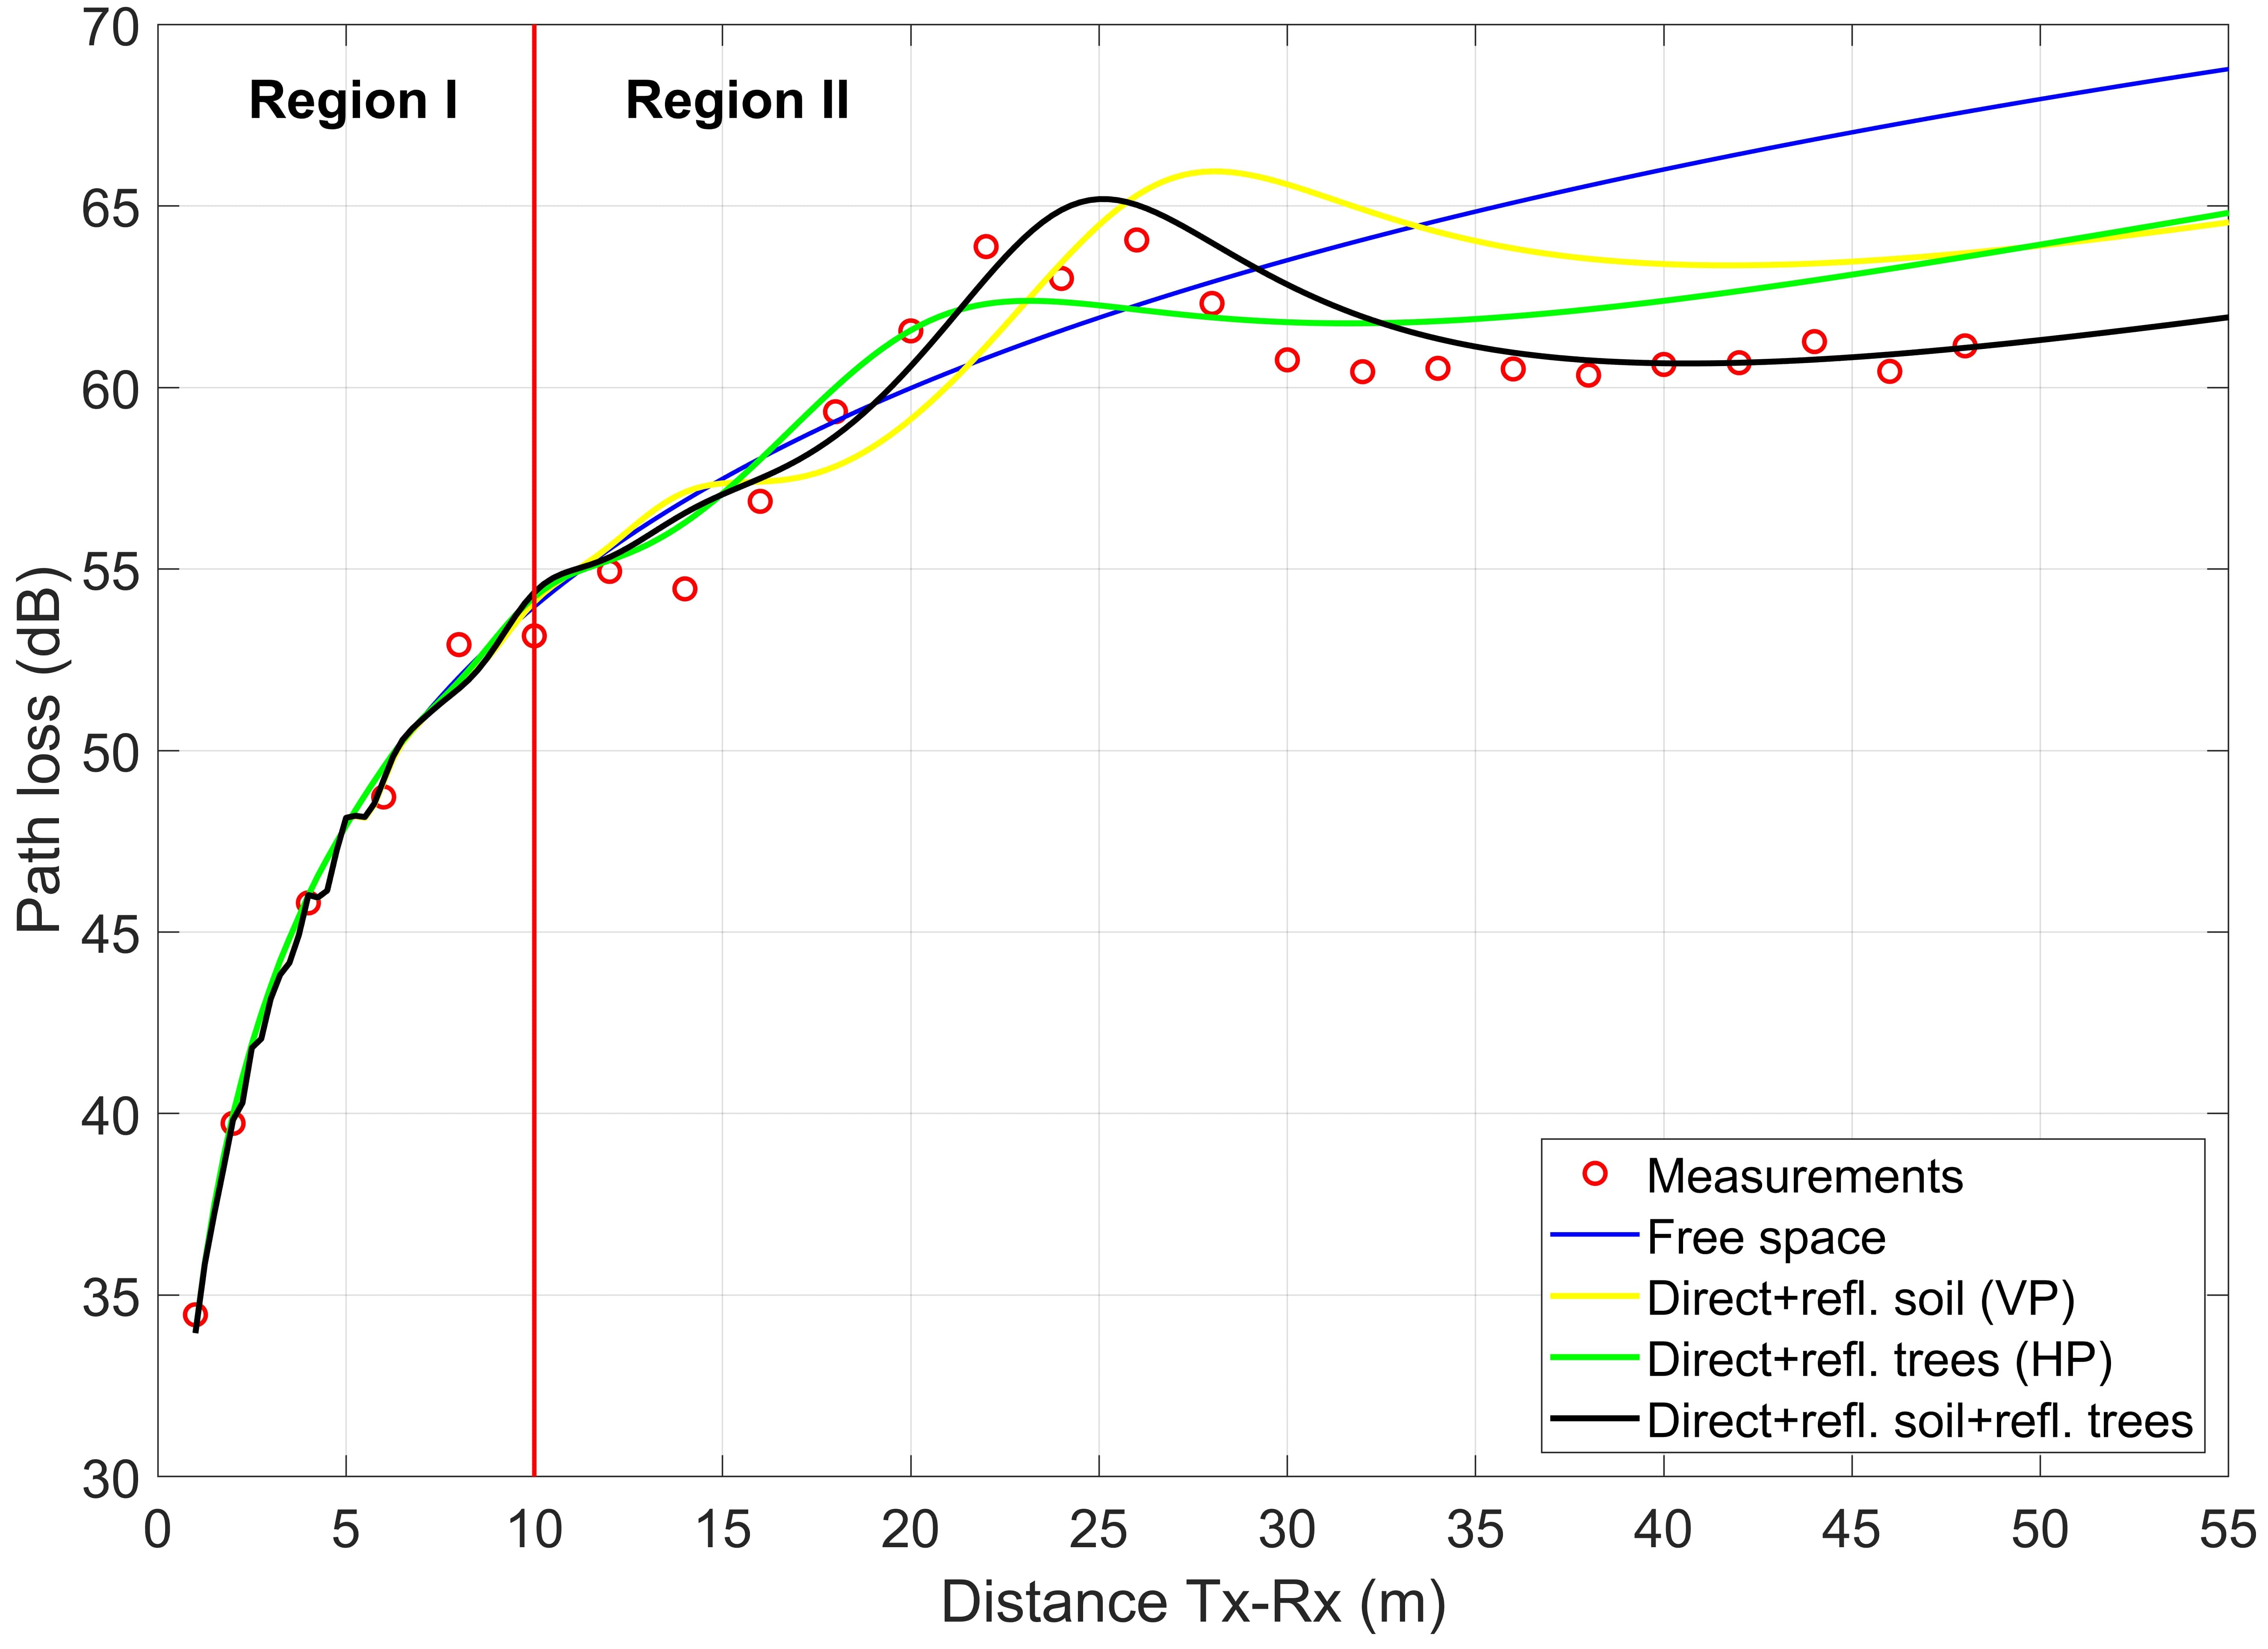 Region I
Region II
70
65
60
55
50
45
40
35
30
Path loss (dB)
Measurements
Free space
Direct+refl. soil (VP)
Direct+refl. trees (HP)
Direct+refl. soil+refl. trees
0 5 10 15 20 25 30 35 40 45 50 55
Distance Tx-Rx (m)